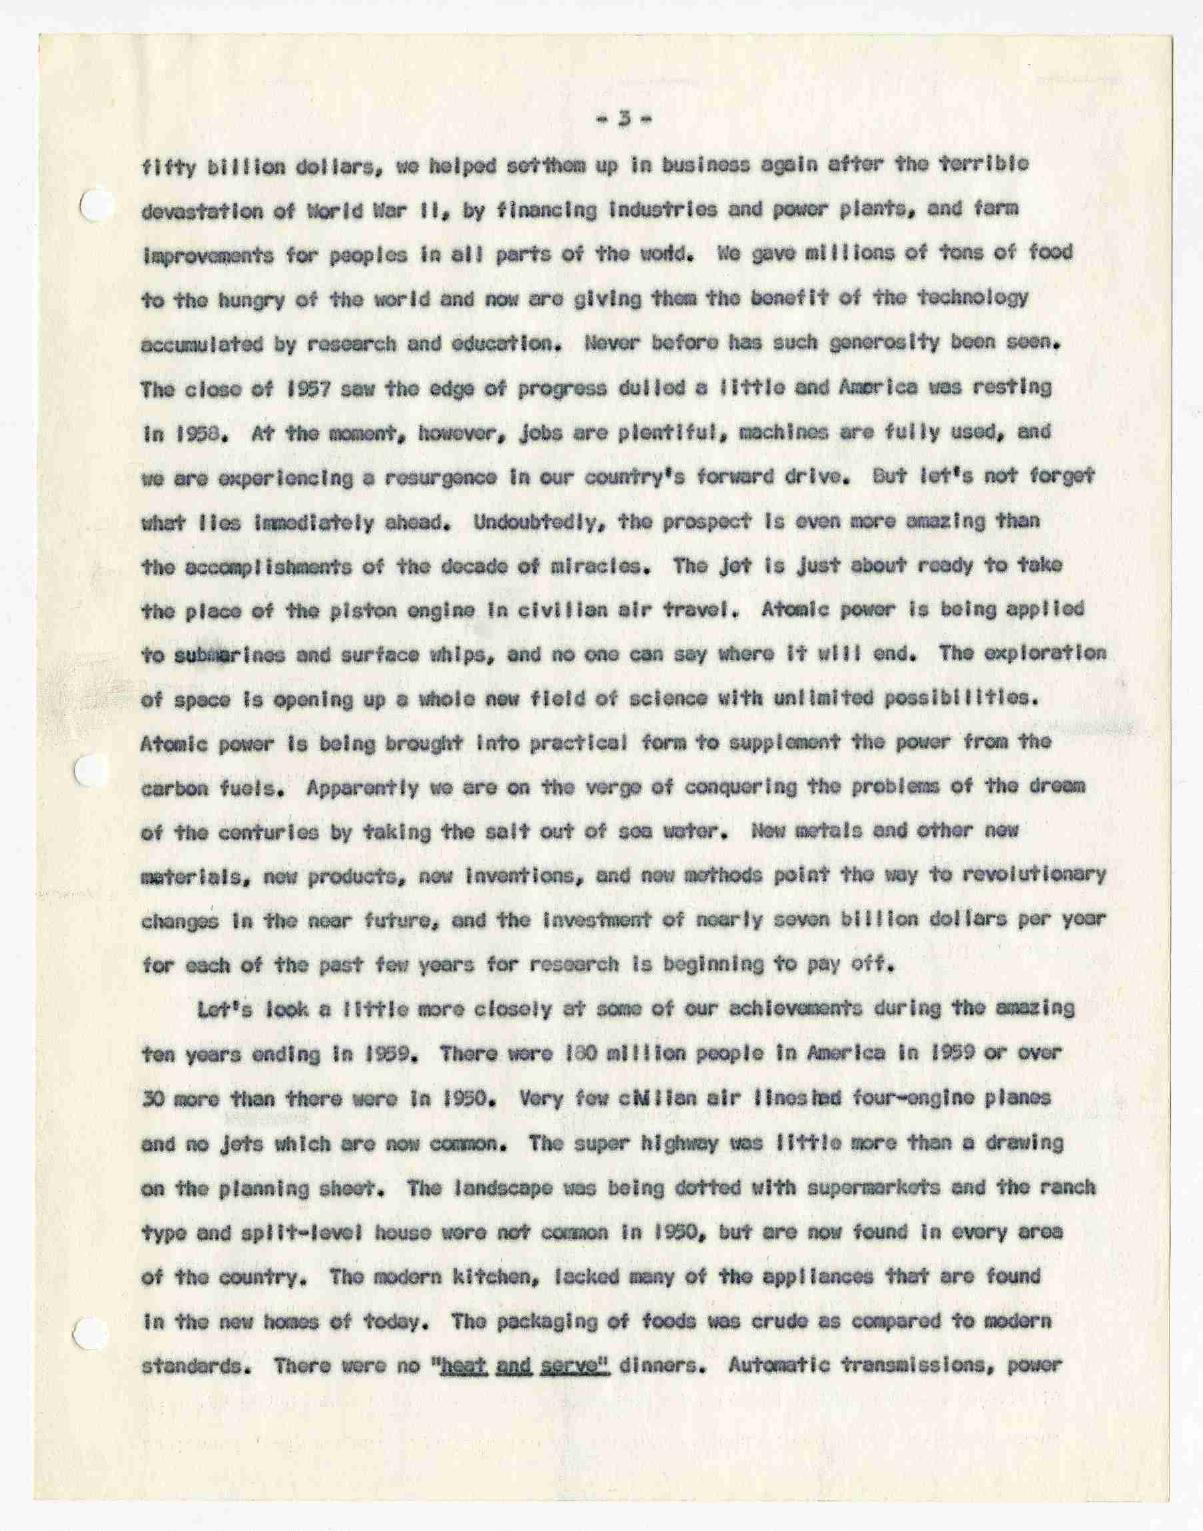 - 3 -
fifty billion dollars, we helped setthem up in business again after the terrible
devastation of World War II, by financing industries and power plants, and farm
improvements for peoples in all parts of the world. We gave millions of tons of food
to the hungry of the world and now are giving them the benefit of the technology
accumulated by research and education. Never before has such generosity been seen.
The close of 1957 saw the edge of progress dulled a little and America was resting
in 1958. At the moment, however, jobs are plentiful, machines are fully used, and
we are experiencing a resurgence in our country's forward drive. But let's not forget
what lies immediately ahead. Undoubtedly, the prospect is even more amazing than
the accomplishments of the decade of miracles. The jet is just about ready to take
the place of the piston engine in civilian air travel. Atomic power is being applied
to submarines and surface whips, and no one can say where it will end. The exploration
of space is opening up a whole new field of science with unlimited possibilities.
Atomic power is being brought into practical form to supplement the power from the
carbon fuels. Apparently we are on the verge of conquering the problems of the dream
of the centuries by taking the salt out of sea water. New metals and other new
materials, new products, new inventions, and new methods point the way to revolutionary
changes in the near future, and the investment of nearly seven billion dollars per year
for each of the past few years for research is beginning to pay off.
Let's look a little more closely at some of our achievements during the amazing
ten years ending in 1959. There were 180 million people in America in 1959 or over
30 more than there were in 1950. Very few civilian air lines had four-engine planes
and no jets which are now common. The super highway was little more than a drawing
on the planning sheet. The landscape was being dotted with supermarkets and the ranch
type and split-level house were not common in 1950, but are now found in every area
of the country. The modern kitchen, lacked many of the appliances that are found
in the new homes of today. The packaging of foods was crude as compared to modern
standards. There were no "heat and serve" dinners. Automatic transmissions, power